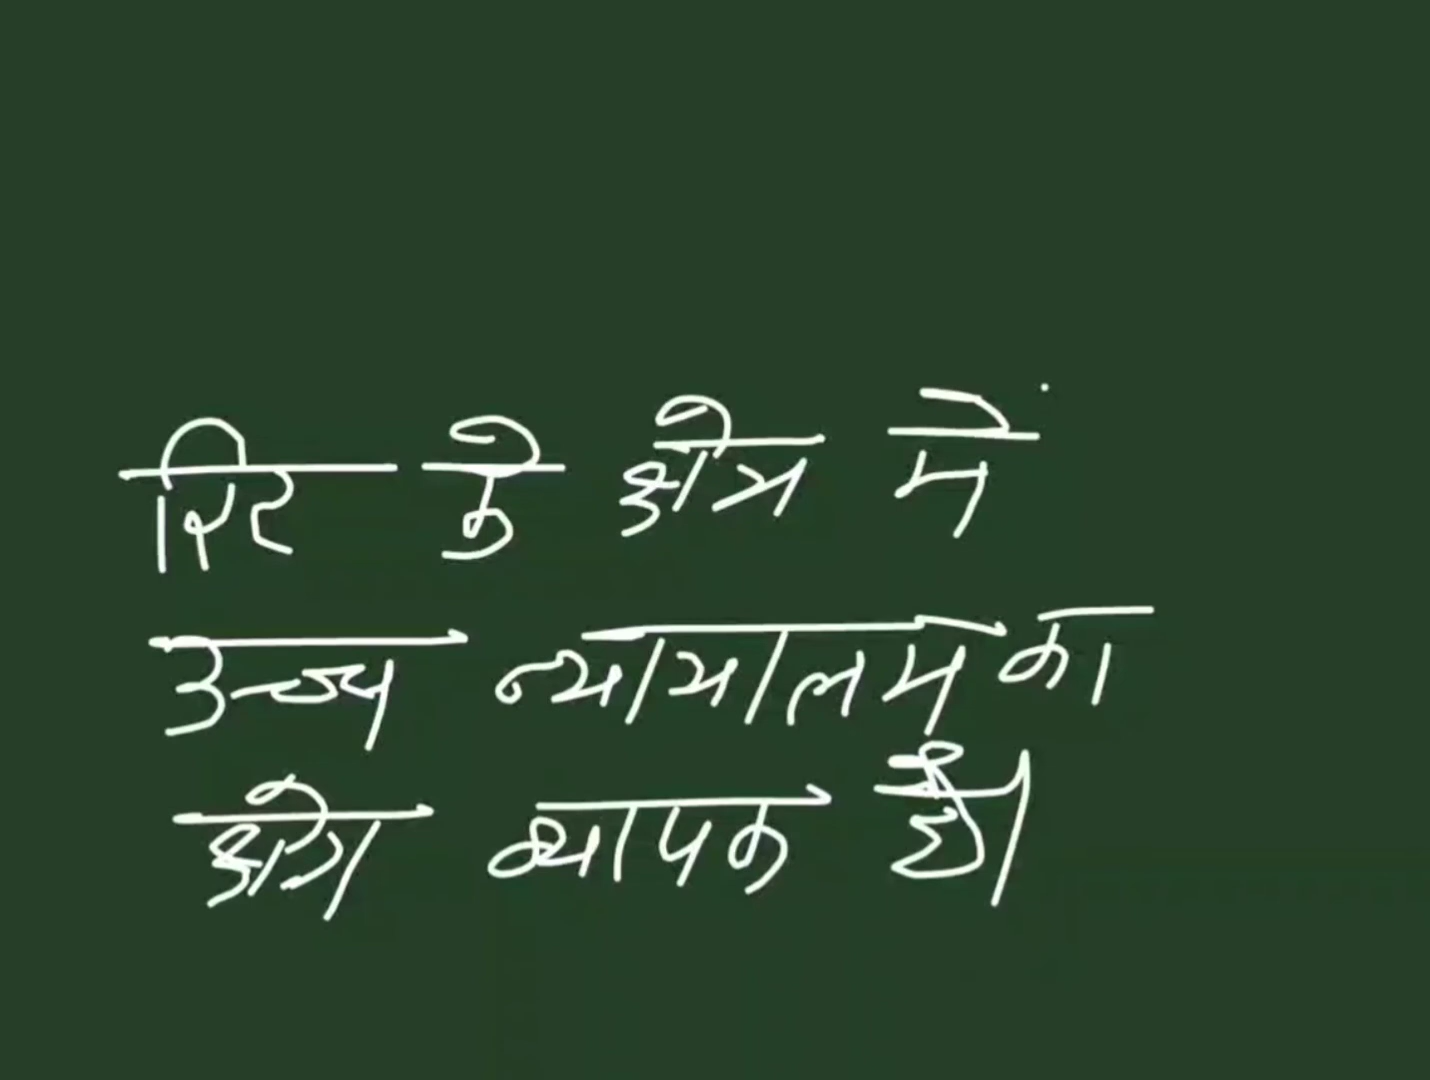 रिट के क्षेत्र में
उच्च न्यायालय का
क्षेत्र व्यापक है।